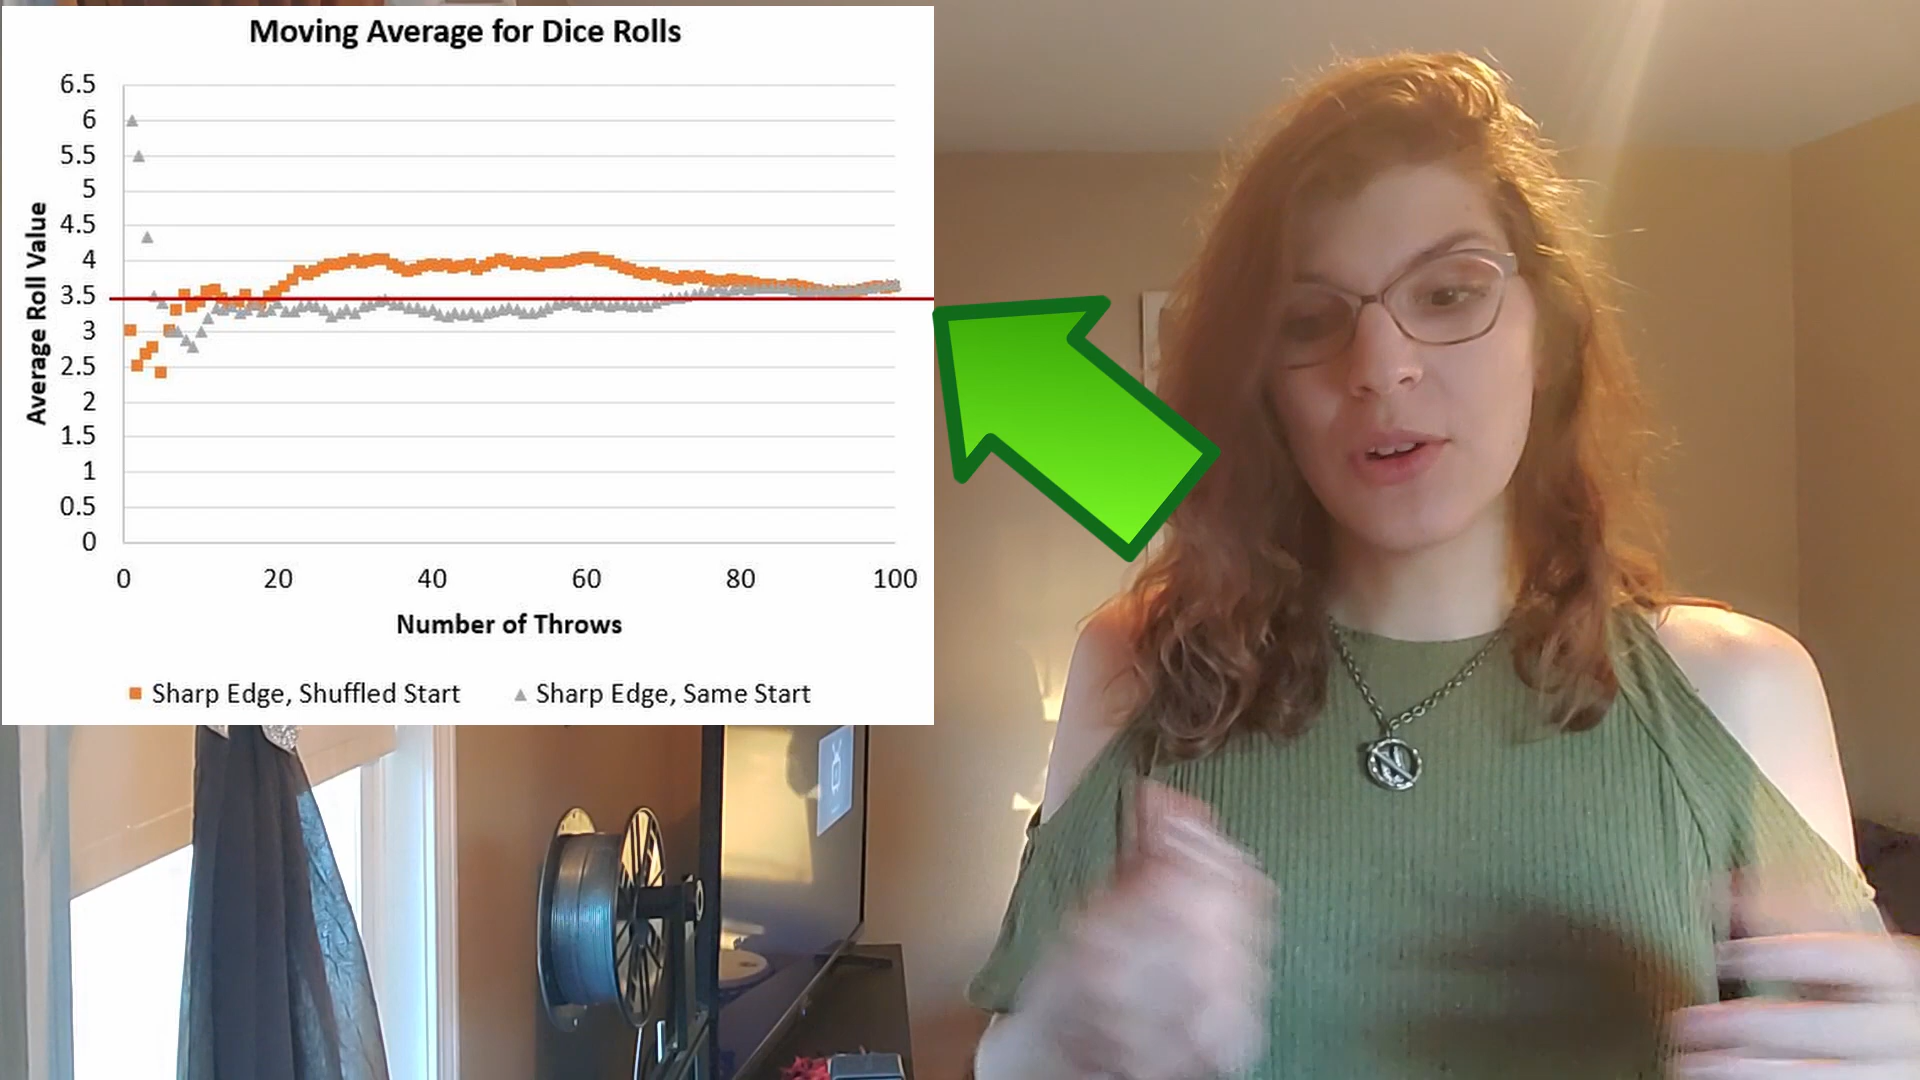 Moving Average for Dice Rolls
6.5
6
5.5
5
4.5
4
3.5
3
2.5
2
1.5
1
0.5
0
Average Roll Value
0 20 40 60 80 100
Number of Throws
Sharp Edge, Shuffled Start Sharp Edge, Same Start